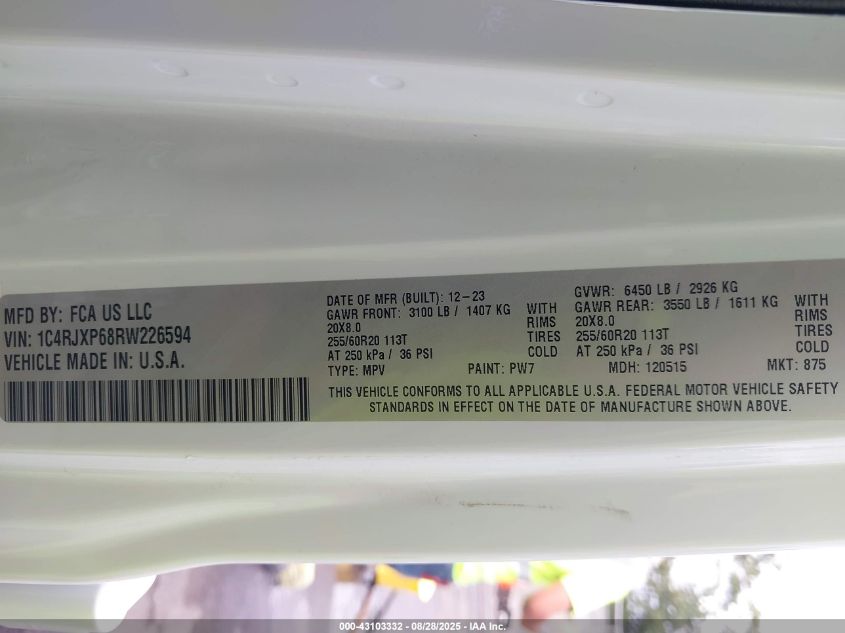 MFD BY: FCA US LLC
VIN: 1C4RJXP68RW226594
VEHICLE MADE IN: U.S.A.
DATE OF MFR (BUILT): 12-23
GAWR FRONT: 3100 LB / 1407 KG WITH
20X8.0 RIMS
255/60R20 113T TIRES
AT 250 kPa / 36 PSI COLD
GVWR: 6450 LB / 2926 KG
GAWR REAR: 3550 LB / 1611 KG WITH
20X8.0 RIMS
255/60R20 113T TIRES
AT 250 kPa / 36 PSI COLD
TYPE: MPV PAINT: PW7 MDH: 120515 MKT: 875
THIS VEHICLE CONFORMS TO ALL APPLICABLE U.S.A. FEDERAL MOTOR VEHICLE SAFETY
STANDARDS IN EFFECT ON THE DATE OF MANUFACTURE SHOWN ABOVE.
000-43103332 - 08/28/2025 - IAA Inc.